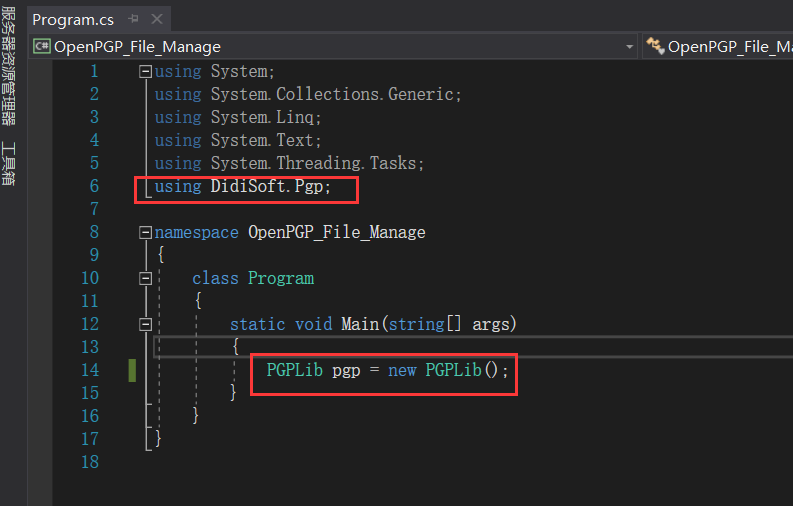 服务器资源管理器
工具箱
Program.cs
OpenPGP_File_Manage
OpenPGP_File_Ma
1 using System;
2 using System.Collections.Generic;
3 using System.Linq;
4 using System.Text;
5 using System.Threading.Tasks;
6 using DidiSoft.Pgp;
7
8 namespace OpenPGP_File_Manage
9 {
10 class Program
11 {
12 static void Main(string[] args)
13 {
14 PGPLib pgp = new PGPLib();
15 }
16 }
17 }
18